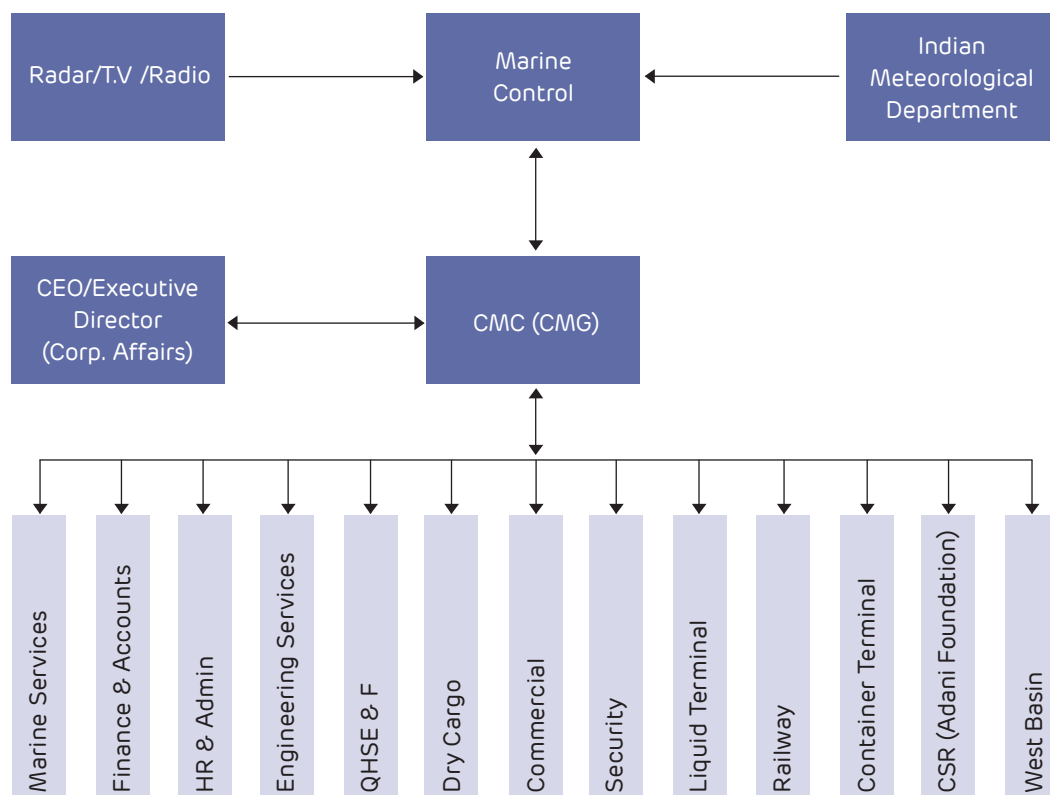 Radar/T.V /Radio
Marine
Control
Indian
Meteorological
Department
CEO/Executive
Director
(Corp. Affairs)
CMC (CMG)
Marine Services
Finance & Accounts
HR & Admin
Engineering Services
QHSE & F
Dry Cargo
Commercial
Security
Liquid Terminal
Railway
Container Terminal
CSR (Adani Foundation)
West Basin